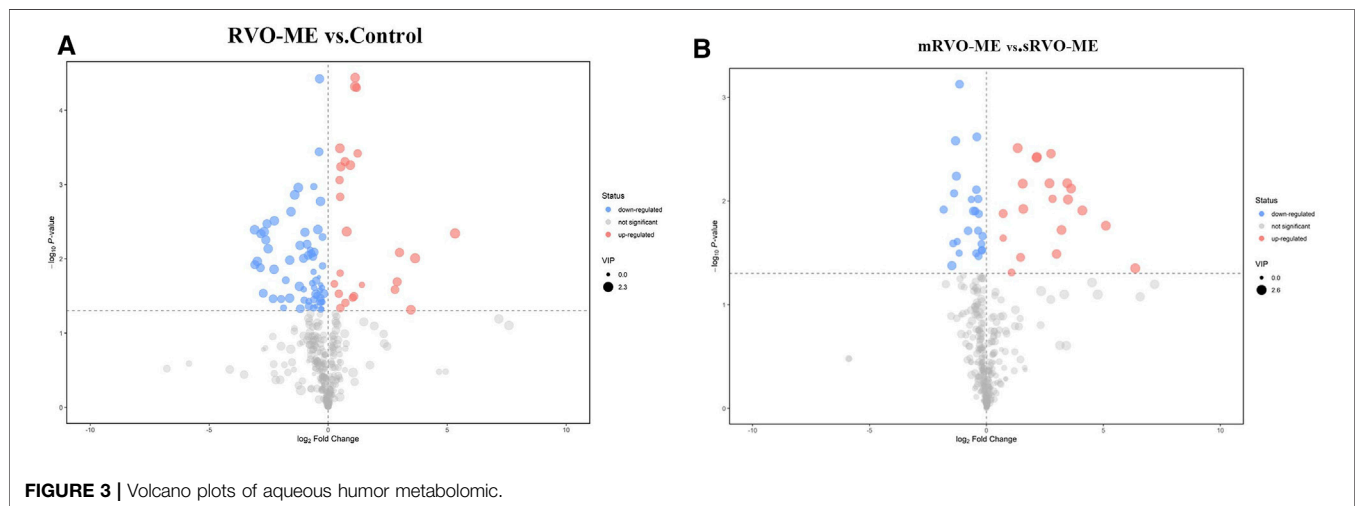 A
RVO-ME vs.Control
−log₁₀ P-value
4
3
2
1
0
-10
-5
0
5
10
log₂ Fold Change
Status
down-regulated
not significant
up-regulated
VIP
0.0
2.3
B
mRVO-ME vs.sRVO-ME
−log₁₀ P-value
3
2
1
0
-10
-5
0
5
10
log₂ Fold Change
Status
down-regulated
not significant
up-regulated
VIP
0.0
2.6
FIGURE 3 | Volcano plots of aqueous humor metabolomic.